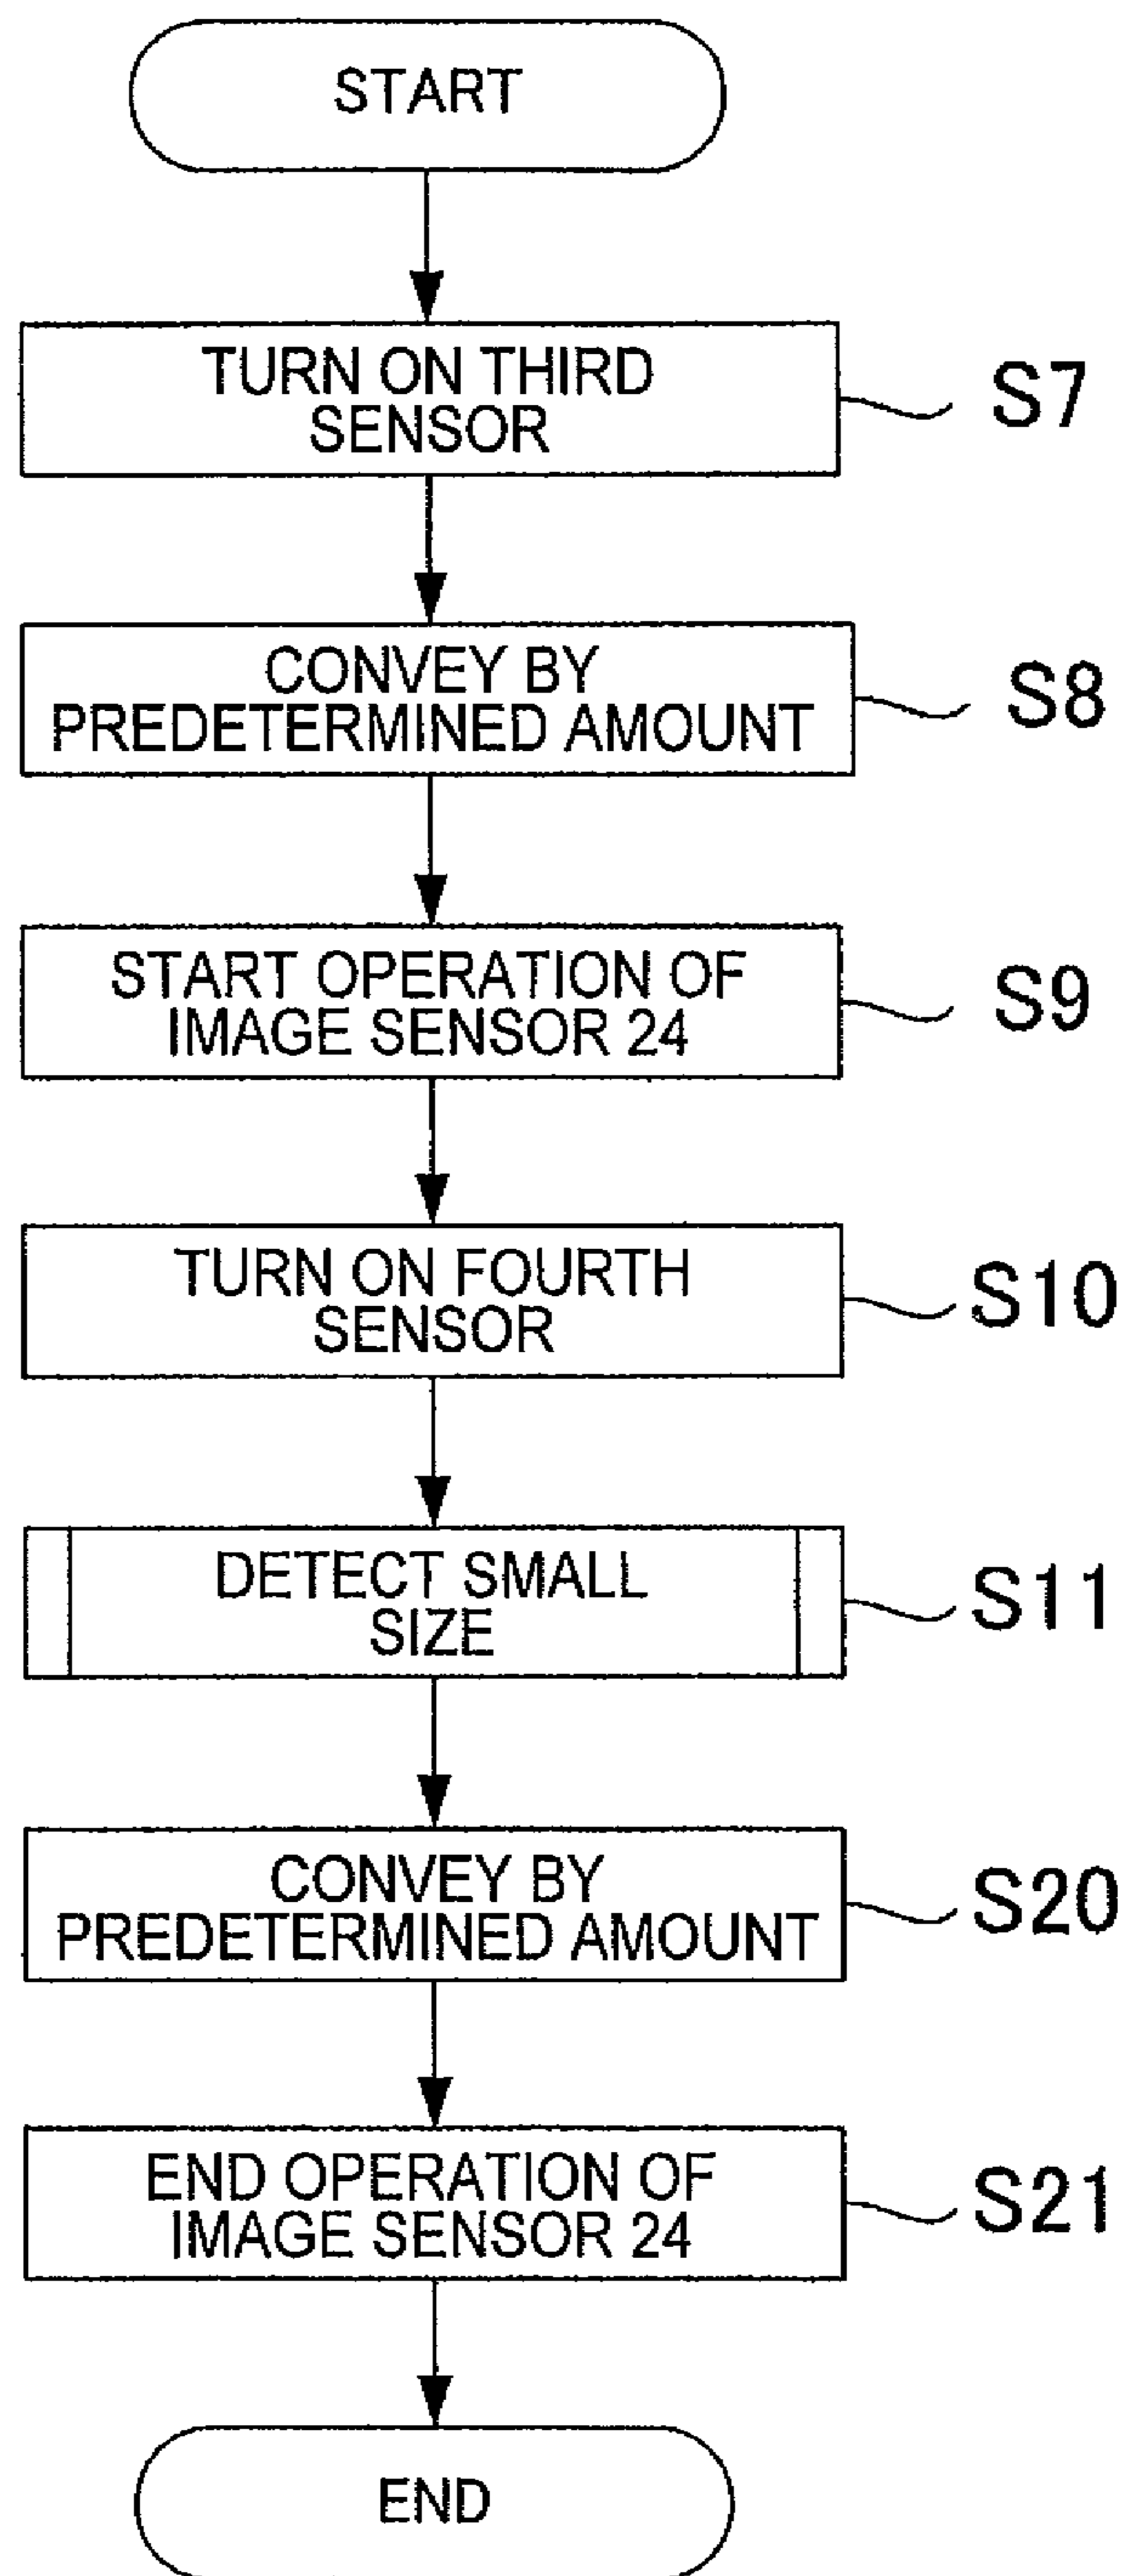 START
TURN ON THIRD
SENSOR
S7
CONVEY BY
PREDETERMINED AMOUNT
S8
START OPERATION OF
IMAGE SENSOR 24
S9
TURN ON FOURTH
SENSOR
S10
DETECT SMALL
SIZE
S11
CONVEY BY
PREDETERMINED AMOUNT
S20
END OPERATION OF
IMAGE SENSOR 24
S21
END